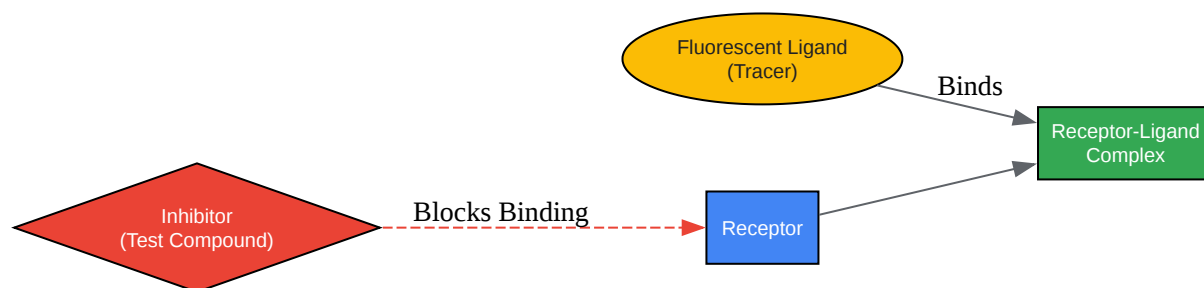 Fluorescent Ligand
(Tracer)
Binds
Receptor-Ligand
Complex
Inhibitor
(Test Compound)
Blocks Binding
Receptor